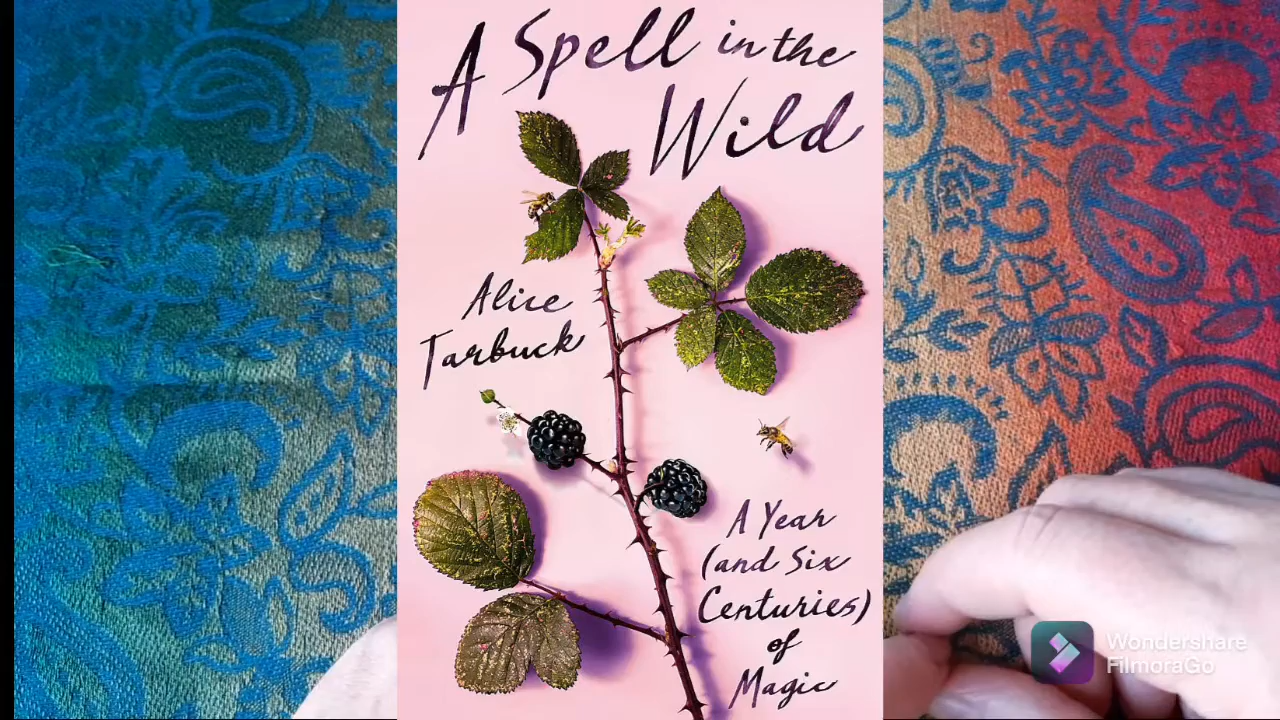 A Spell in the
Wild
Alice
Tarbuck
A Year
(and Six
Centuries)
of
Magic
Wondershare
FilmoraGo